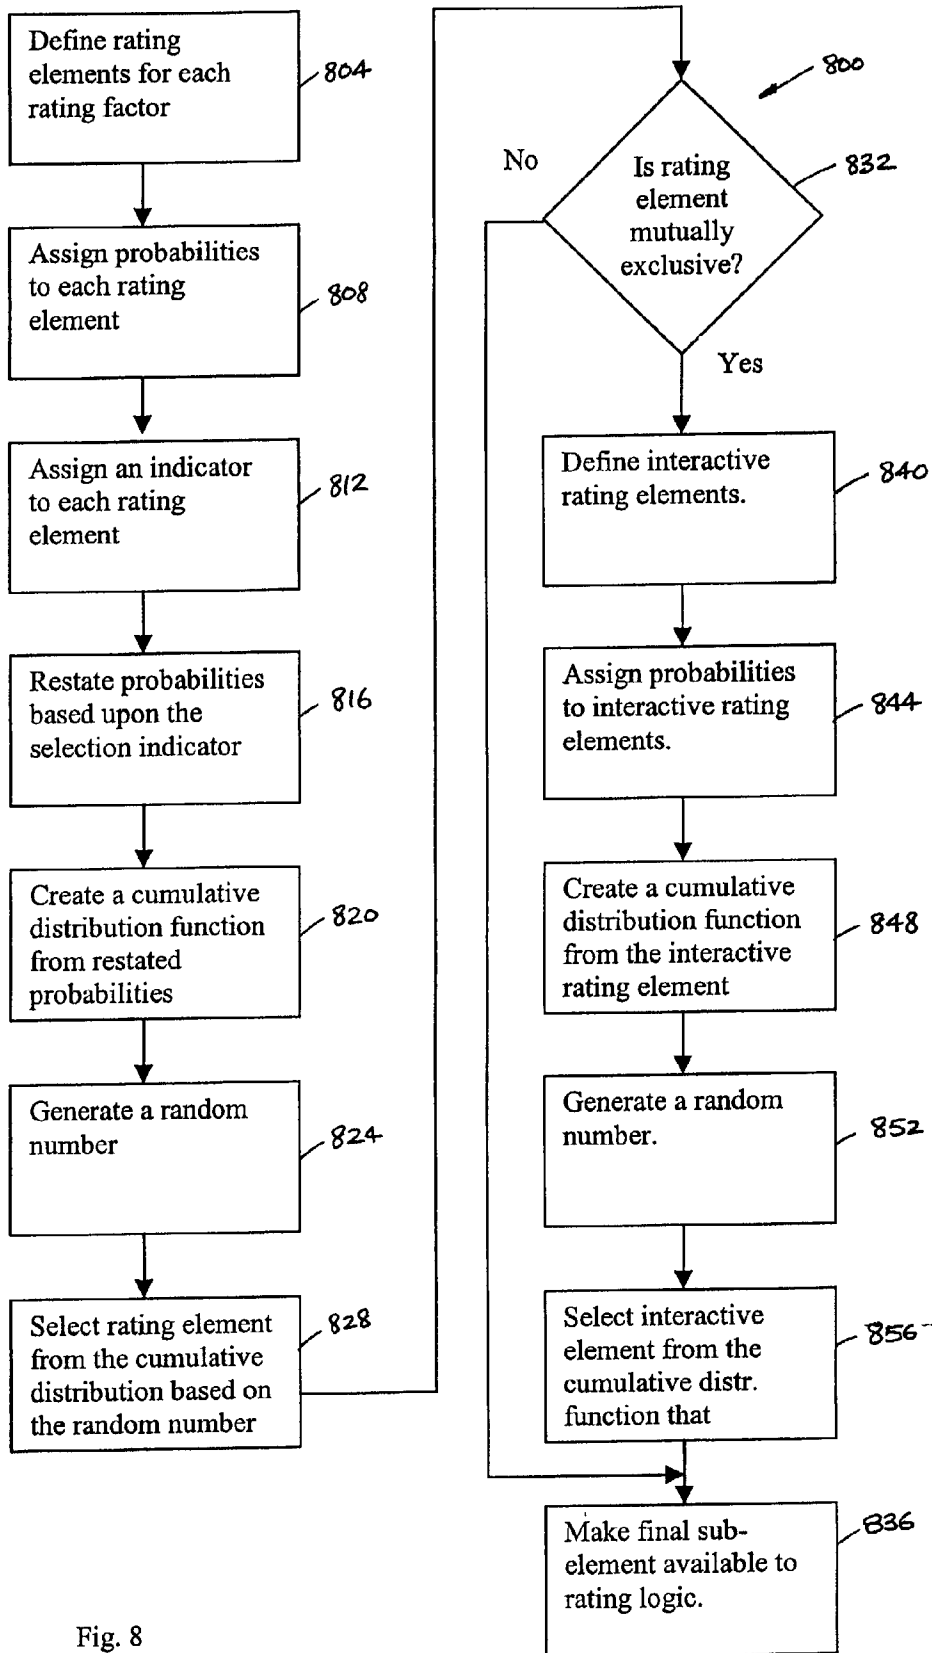 Define rating
elements for each
rating factor
804
Assign probabilities
to each rating
element
808
Assign an indicator
to each rating
element
812
Restate probabilities
based upon the
selection indicator
816
Create a cumulative
distribution function
from restated
probabilities
820
Generate a random
number
824
Select rating element
from the cumulative
distribution based on
the random number
828
800
Is rating
element
mutually
exclusive?
832
No
Yes
Define interactive
rating elements.
840
Assign probabilities
to interactive rating
elements.
844
Create a cumulative
distribution function
from the interactive
rating element
848
Generate a random
number.
852
Select interactive
element from the
cumulative distr.
function that
856
Make final sub-
element available to
rating logic.
836
Fig. 8